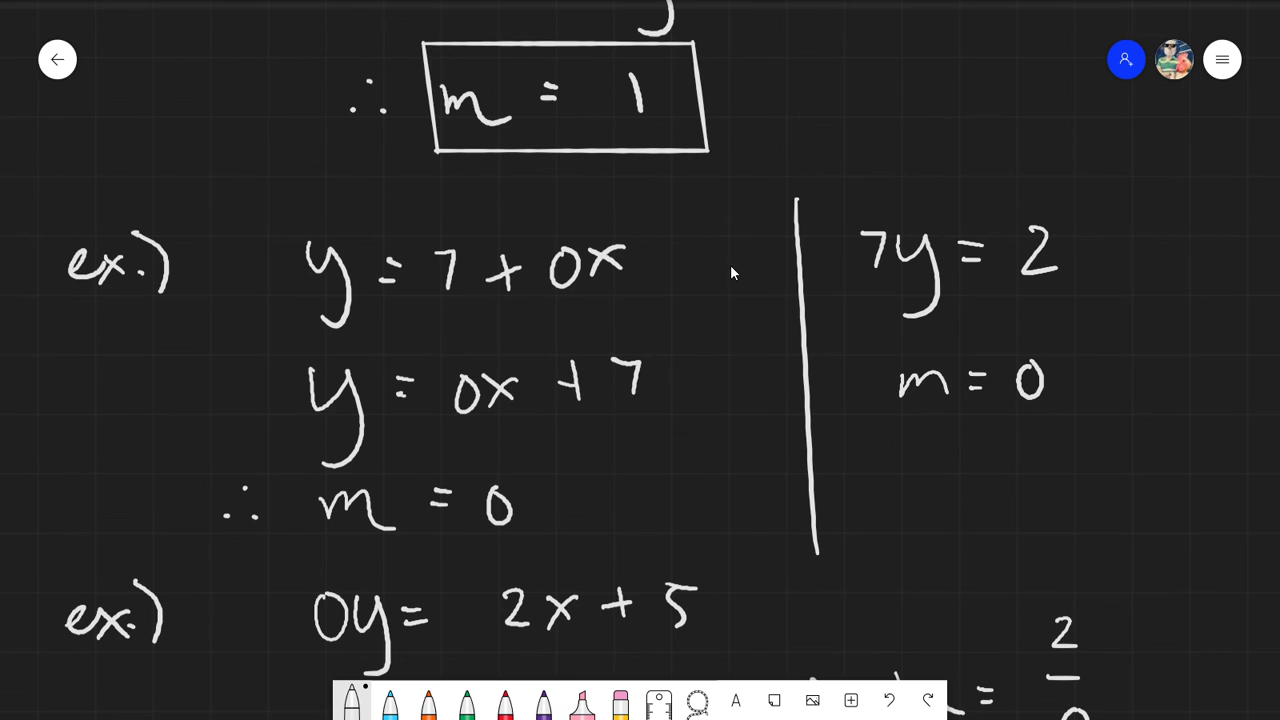 ∴ m = 1
ex.) y = 7 + 0x
y = 0x + 7
∴ m = 0
7y = 2
m = 0
ex.) 0y = 2x + 5
= 2
A